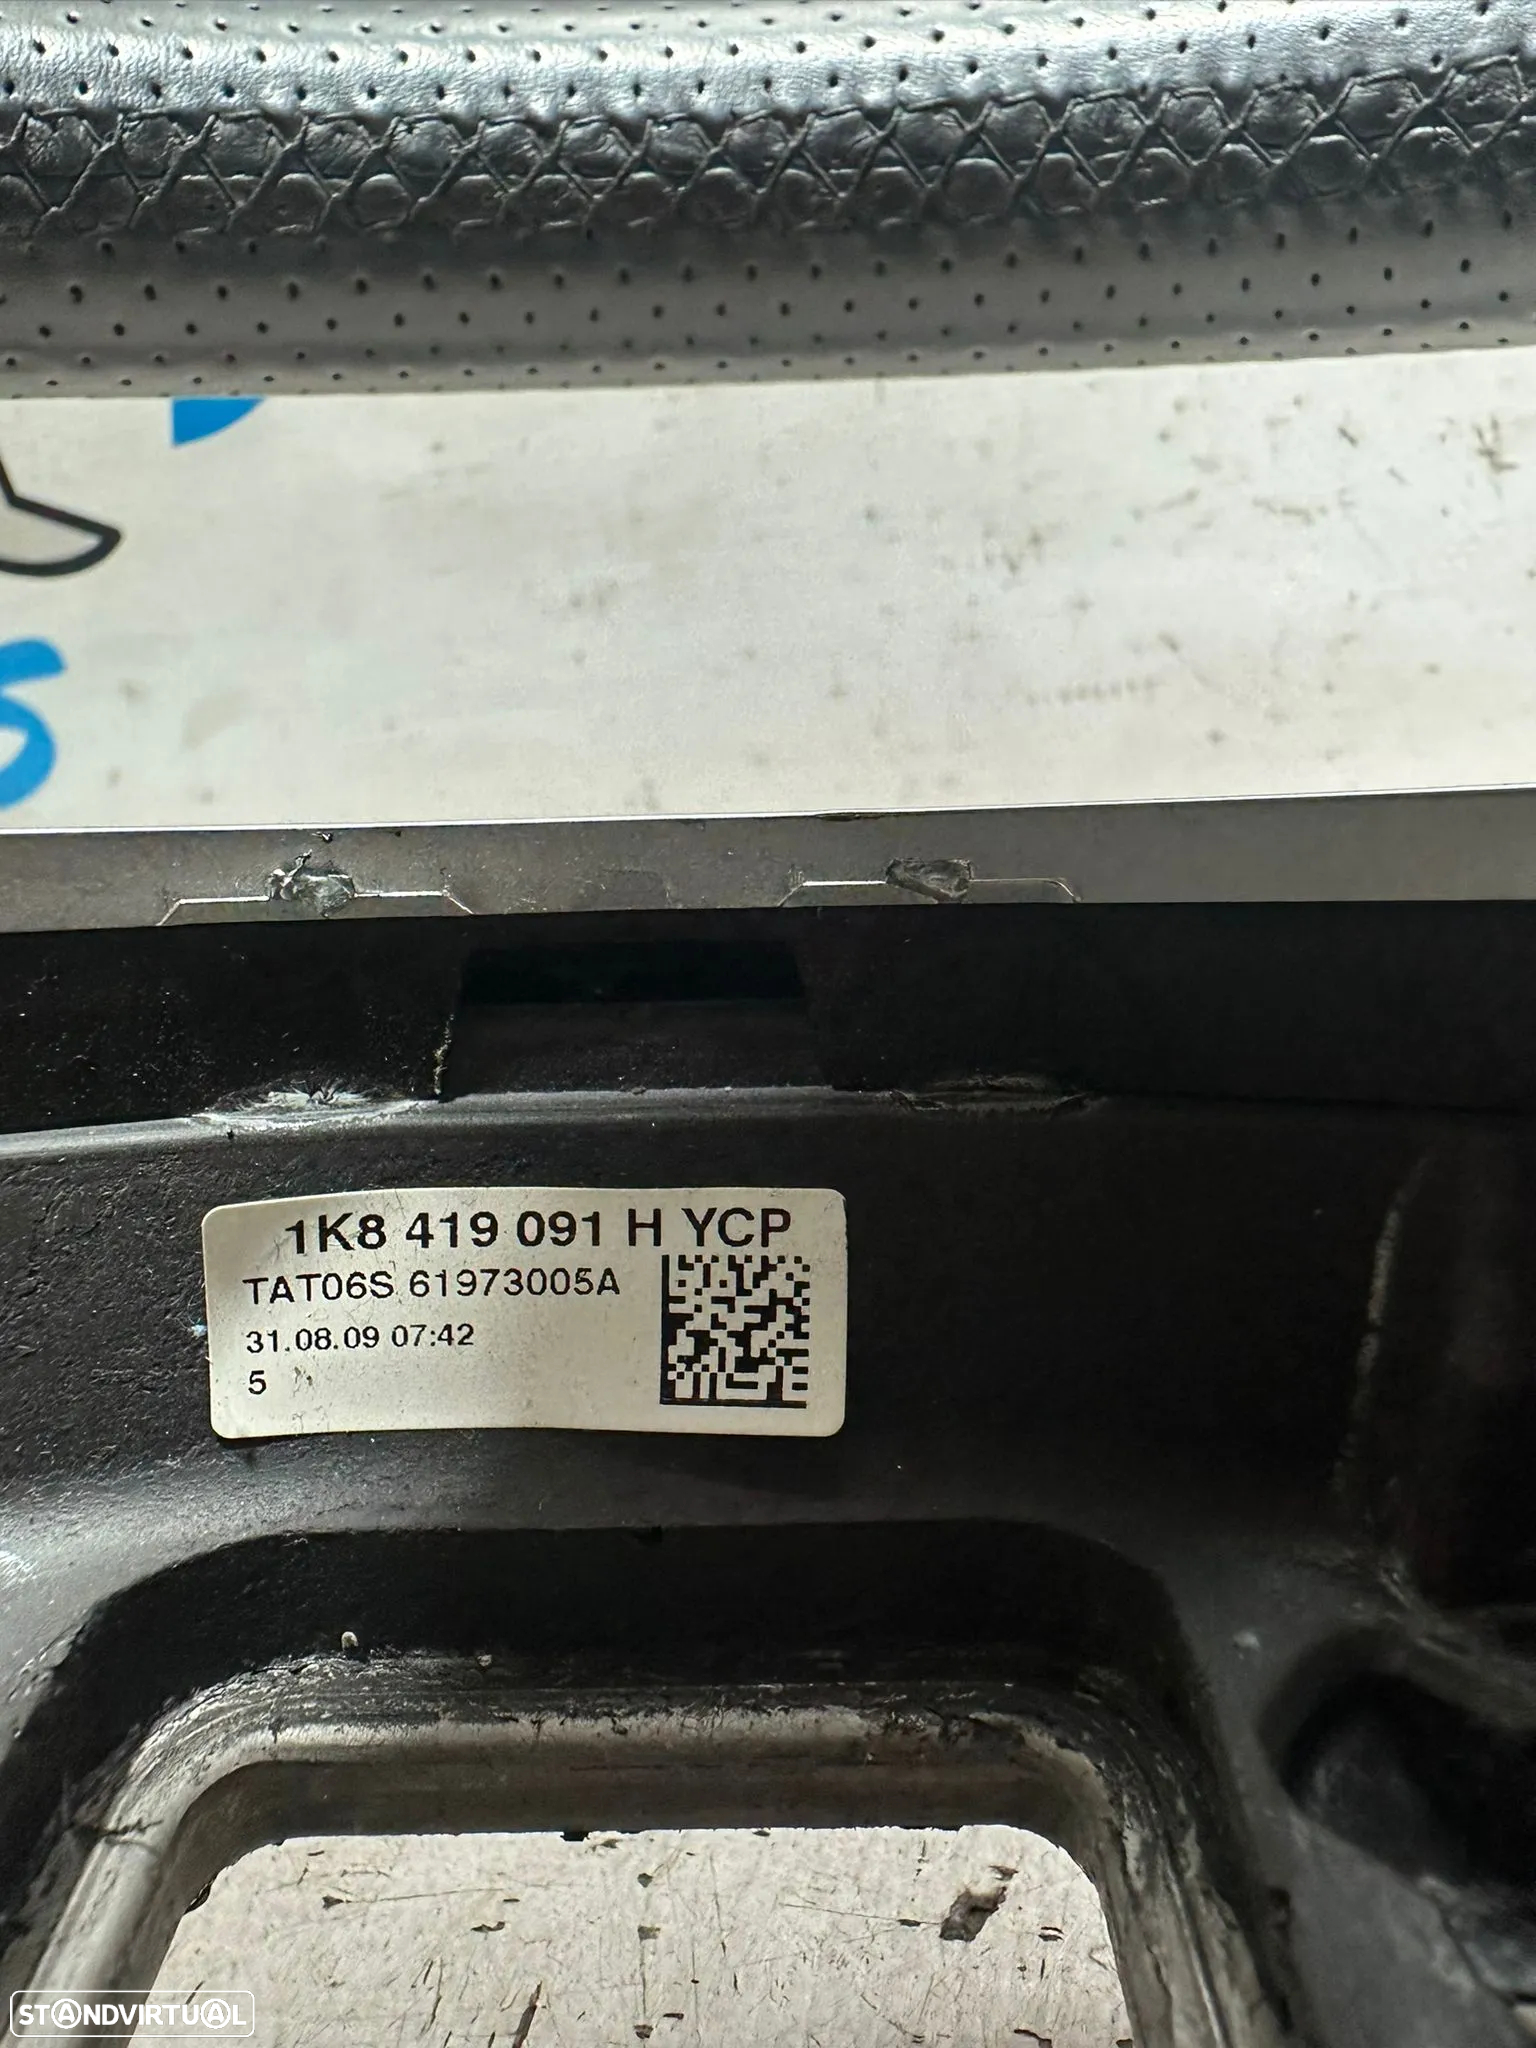 1K8 419 091 H YCP
TAT06S 61973005A
31.08.09 07:42
5
STANDVIRTUAL